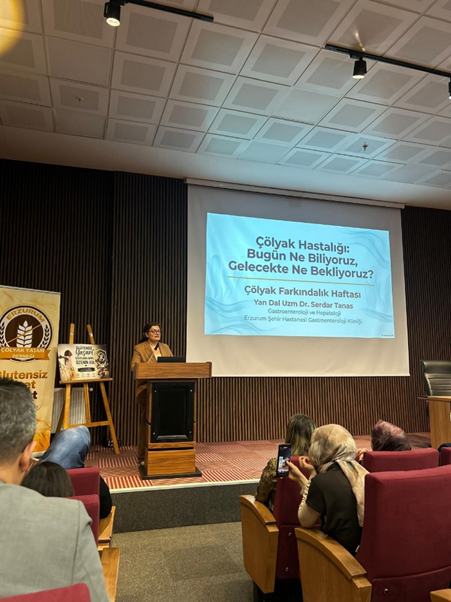 Çölyak Hastalığı:
Bugün Ne Biliyoruz,
Gelecekte Ne Bekliyoruz?
Çölyak Farkındalık Haftası
Yan Dal Uzm Dr. Serdar Tanas
Gastroenteroloji ve Hepatoloji
Erzurum Şehir Hastanesi Gastroenteroloji Kliniği
ERZURUM
ÇÖLYAK TAŞAM
Glutensiz